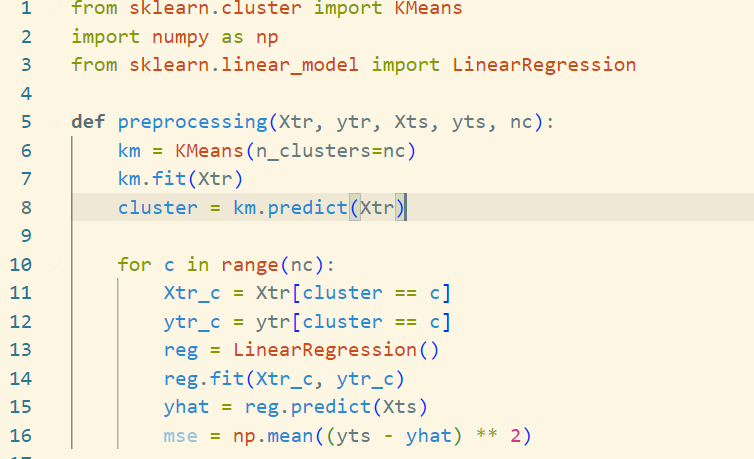 1 from sklearn.cluster import KMeans
2 import numpy as np
3 from sklearn.linear_model import LinearRegression
4
5 def preprocessing(Xtr, ytr, Xts, yts, nc):
6     km = KMeans(n_clusters=nc)
7     km.fit(Xtr)
8     cluster = km.predict(Xtr)
9
10     for c in range(nc):
11         Xtr_c = Xtr[cluster == c]
12         ytr_c = ytr[cluster == c]
13         reg = LinearRegression()
14         reg.fit(Xtr_c, ytr_c)
15         yhat = reg.predict(Xts)
16         mse = np.mean((yts - yhat) ** 2)